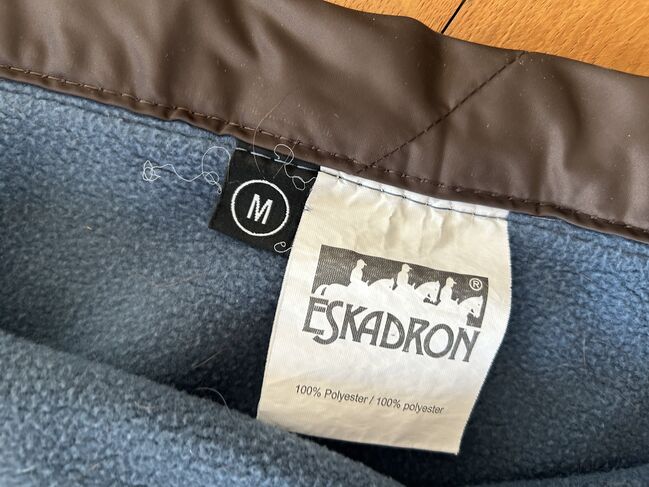 M
®
ESKADRON
100% Polyester / 100% polyester